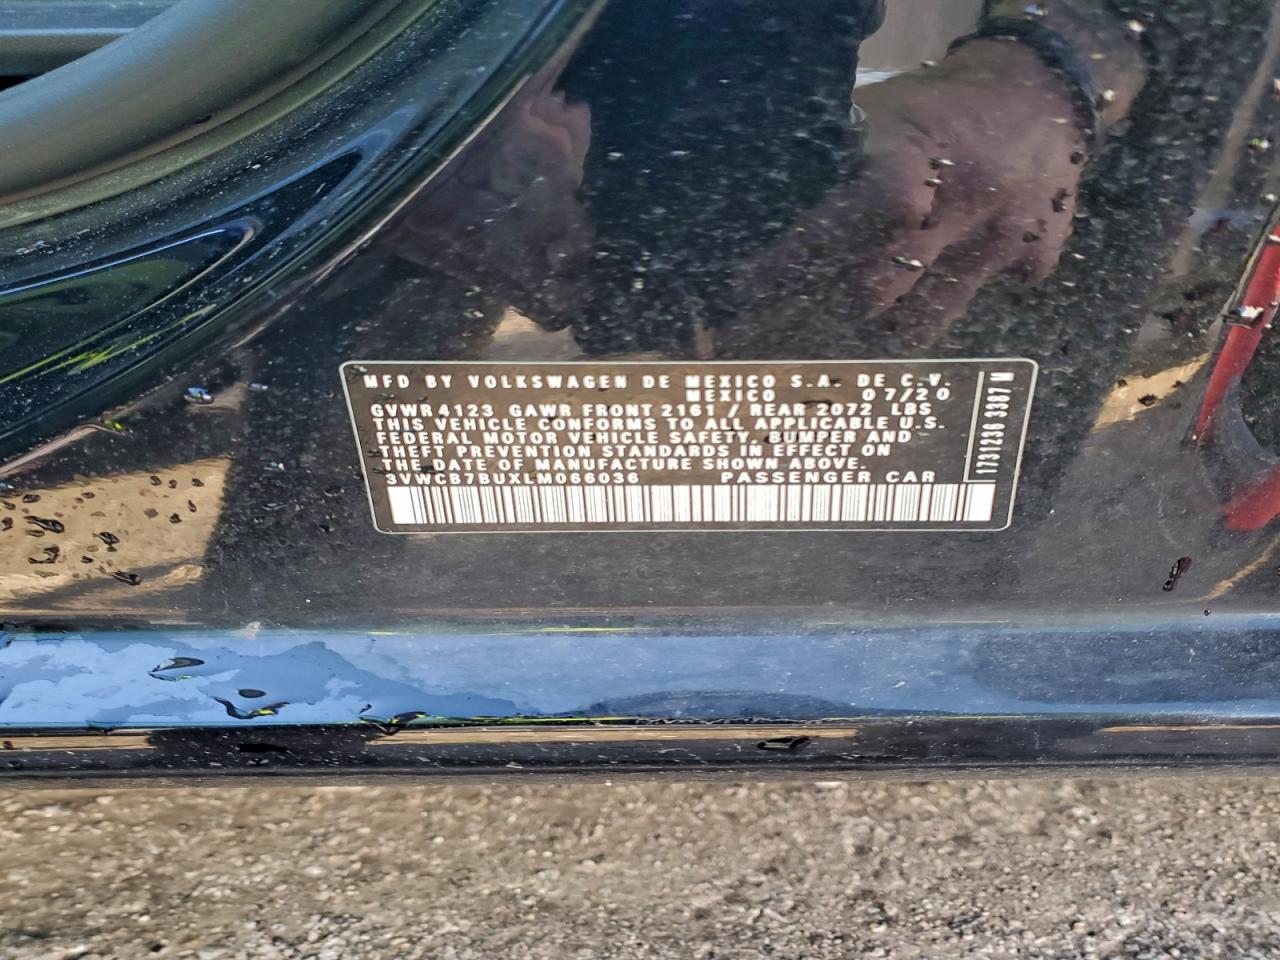 MFD BY VOLKSWAGEN DE MEXICO S.A. DE C.V.
MEXICO 07/20
GVWR 4123 GAWR FRONT 2161 / REAR 2072 LBS
THIS VEHICLE CONFORMS TO ALL APPLICABLE U.S.
FEDERAL MOTOR VEHICLE SAFETY, BUMPER AND
THEFT PREVENTION STANDARDS IN EFFECT ON
THE DATE OF MANUFACTURE SHOWN ABOVE.
3VWCB7BUXLM066036 PASSENGER CAR
1731236 3387 M